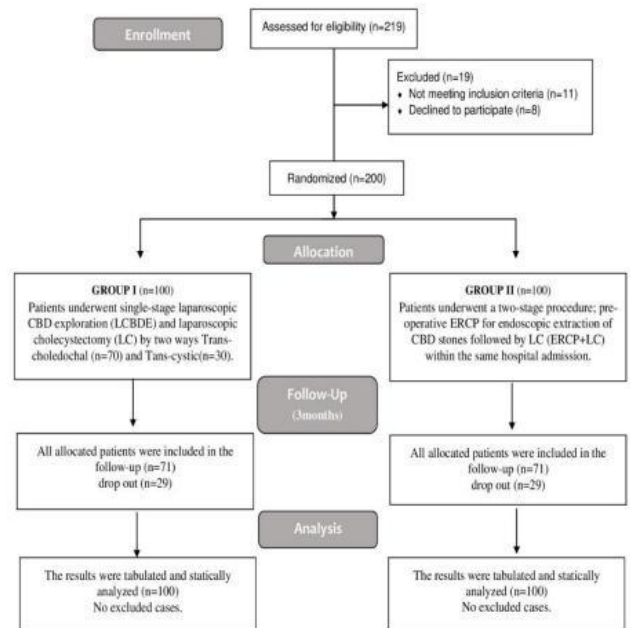 Enrollment
Assessed for eligibility (n=219)
Excluded (n=19)
♦ Not meeting inclusion criteria (n=11)
♦ Declined to participate (n=8)
Randomized (n=200)
Allocation
GROUP I (n=100)
Patients underwent single-stage laparoscopic
CBD exploration (LCBDE) and laparoscopic
cholecystectomy (LC) by two ways Trans-
choledochal (n=70) and Tans-cystic(n=30).
GROUP II (n=100)
Patients underwent a two-stage procedure; pre-
operative ERCP for endoscopic extraction of
CBD stones followed by LC (ERCP+LC)
within the same hospital admission.
Follow-Up
(3months)
All allocated patients were included in the
follow-up (n=71)
drop out (n=29)
All allocated patients were included in the
follow-up (n=71)
drop out (n=29)
Analysis
The results were tabulated and statically
analyzed (n=100)
No excluded cases.
The results were tabulated and statically
analyzed (n=100)
No excluded cases.